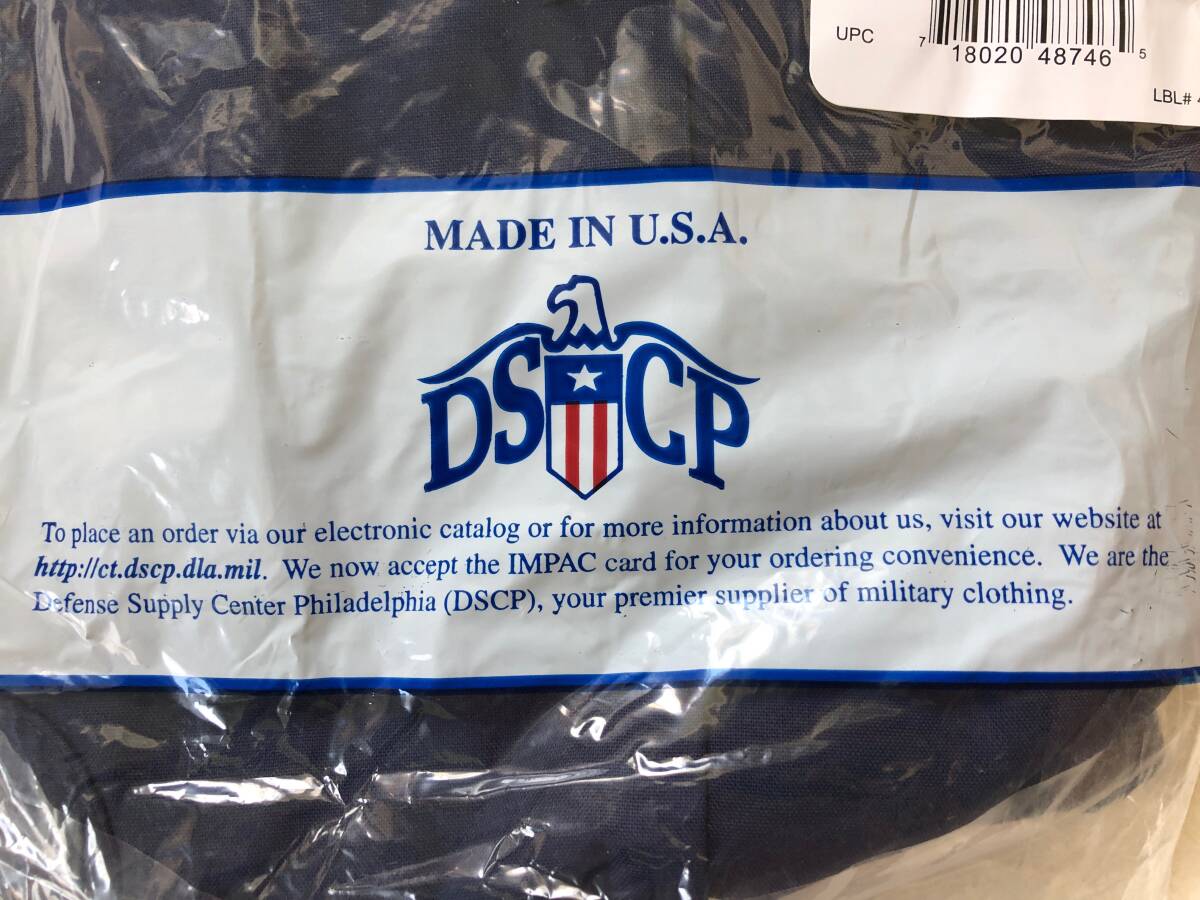 UPC 7 18020 48746 5
LBL#
MADE IN U.S.A.
DSCP
To place an order via our electronic catalog or for more information about us, visit our website at
http://ct.dscp.dla.mil. We now accept the IMPAC card for your ordering convenience. We are the
Defense Supply Center Philadelphia (DSCP), your premier supplier of military clothing.